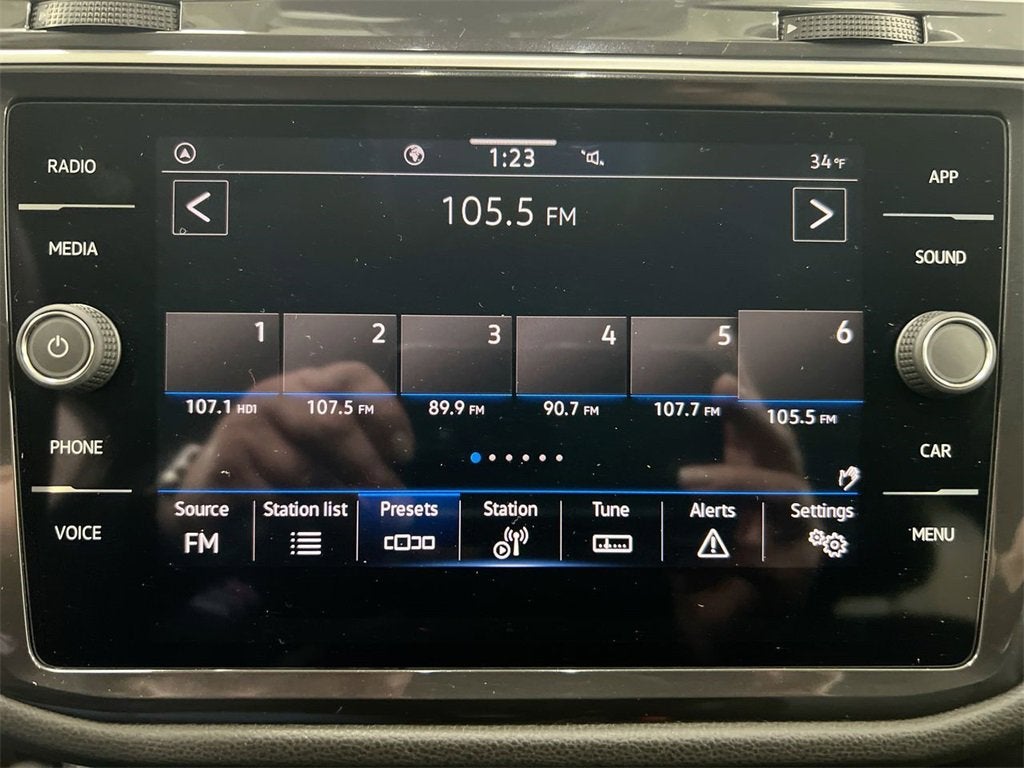 RADIO
MEDIA
PHONE
VOICE
1:23
34°F
105.5 FM
1 2 3 4 5 6
107.1 HD1 107.5 FM 89.9 FM 90.7 FM 107.7 FM 105.5 FM
Source Station list Presets Station Tune Alerts Settings
FM
APP
SOUND
CAR
MENU